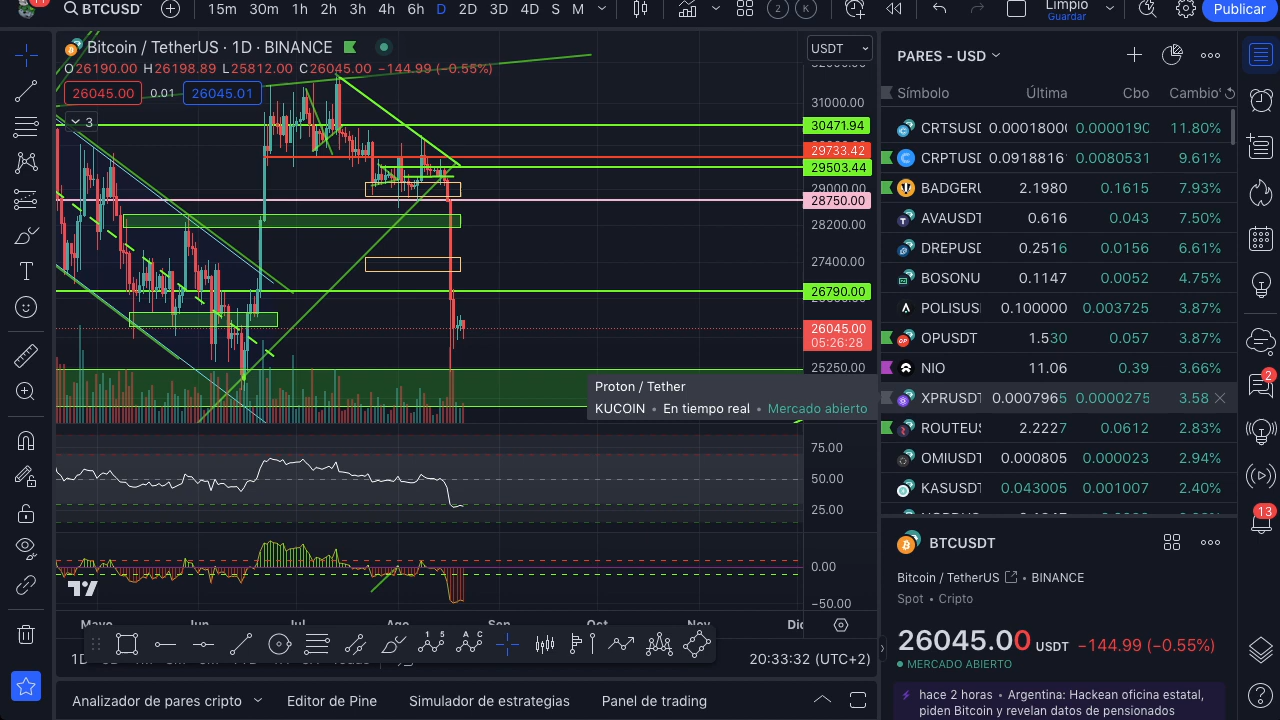 11
BTCUSDT
15m 30m 1h 2h 3h 4h 6h D 2D 3D 4D S M
2 K
Limpio
Guardar
Publicar
Bitcoin / TetherUS · 1D · BINANCE
O26190.00 H26198.89 L25812.00 C26045.00 −144.99 (−0.55%)
26045.00 0.01 26045.01
3
USDT
31000.00
30471.94
29733.42
29503.44
29000.00
28750.00
28200.00
27400.00
26790.00
26045.00
05:26:28
25250.00
75.00
50.00
25.00
0.00
−50.00
Proton / Tether
KUCOIN • En tiempo real • Mercado abierto
Mayo Jun Jul Ago Sep Oct Nov Dic
1D
20:33:32 (UTC+2)
Analizador de pares cripto Editor de Pine Simulador de estrategias Panel de trading
PARES - USD
Símbolo Última Cbo Cambio%
CRTSUSD 0.0001800 0.000019 11.80%
CRPTUSD 0.0918816 0.0080531 9.61%
BADGERU 2.1980 0.1615 7.93%
AVAUSDT 0.616 0.043 7.50%
DREPUSD 0.2516 0.0156 6.61%
BOSONU 0.1147 0.0052 4.75%
POLISUS 0.100000 0.003725 3.87%
OPUSDT 1.530 0.057 3.87%
NIO 11.06 0.39 3.66%
XPRUSDT 0.0007965 0.0000275 3.58
ROUTEUS 2.2227 0.0612 2.83%
OMIUSDT 0.000805 0.000023 2.94%
KASUSDT 0.043005 0.001007 2.40%
BTCUSDT
Bitcoin / TetherUS • BINANCE
Spot • Cripto
26045.00 USDT −144.99 (−0.55%)
MERCADO ABIERTO
hace 2 horas • Argentina: Hackean oficina estatal,
piden Bitcoin y revelan datos de pensionados
2
13